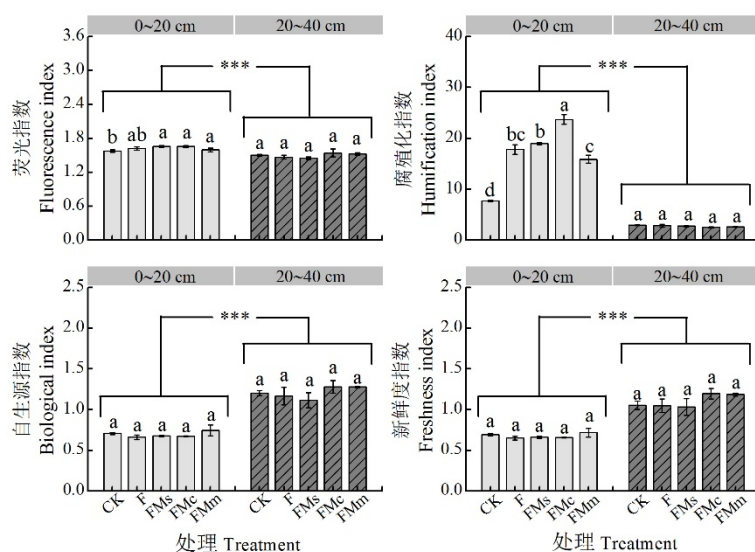 0~20 cm 20~40 cm
3.6
3.0
2.4
1.8
1.2
0.6
0.0
荧光指数
Fluorescence index
***
b ab a a a
a a a a a
0~20 cm 20~40 cm
40
30
20
10
0
腐殖化指数
Humification index
***
d bc b a c
a a a a a
0~20 cm 20~40 cm
2.5
2.0
1.5
1.0
0.5
0.0
自生源指数
Biological index
***
a a a a a
a a a a a
CK F FMs FMc FMm CK F FMs FMc FMm
处理 Treatment
0~20 cm 20~40 cm
2.5
2.0
1.5
1.0
0.5
0.0
新鲜度指数
Freshness index
***
a a a a a
a a a a a
CK F FMs FMc FMm CK F FMs FMc FMm
处理 Treatment